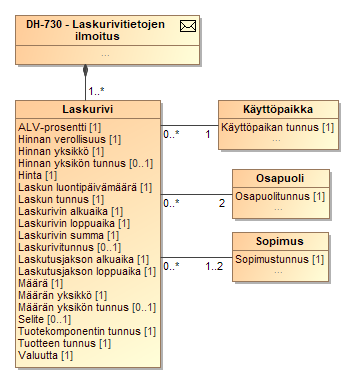 DH-730 - Laskurivitietojen
ilmoitus
...
1..*
Laskurivi
ALV-prosentti [1]
Hinnan verollisuus [1]
Hinnan yksikkö [1]
Hinnan yksikön tunnus [0..1]
Hinta [1]
Laskun luontipäivämäärä [1]
Laskun tunnus [1]
Laskurivin alkuaika [1]
Laskurivin loppuaika [1]
Laskurivin summa [1]
Laskurivitunnus [0..1]
Laskutusjakson alkuaika [1]
Laskutusjakson loppuaika [1]
Määrä [1]
Määrän yksikkö [1]
Määrän yksikön tunnus [0..1]
Selite [0..1]
Tuotekomponentin tunnus [1]
Tuotteen tunnus [1]
Valuutta [1]
0..* 1
Käyttöpaikka
Käyttöpaikan tunnus [1]
...
0..* 2
Osapuoli
Osapuolitunnus [1]
...
0..* 1..2
Sopimus
Sopimustunnus [1]
...